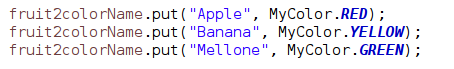 fruit2colorName.put("Apple", MyColor.RED);
fruit2colorName.put("Banana", MyColor.YELLOW);
fruit2colorName.put("Mellone", MyColor.GREEN);